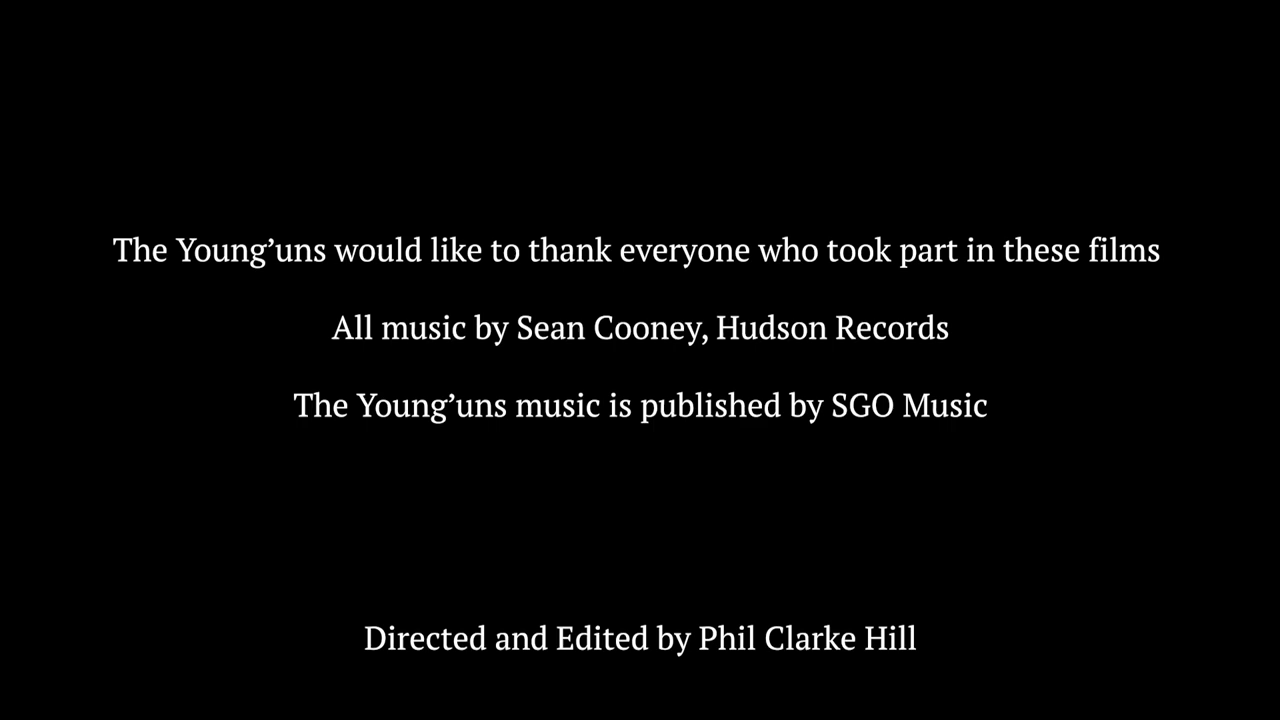 The Young’uns would like to thank everyone who took part in these films
All music by Sean Cooney, Hudson Records
The Young’uns music is published by SGO Music
Directed and Edited by Phil Clarke Hill